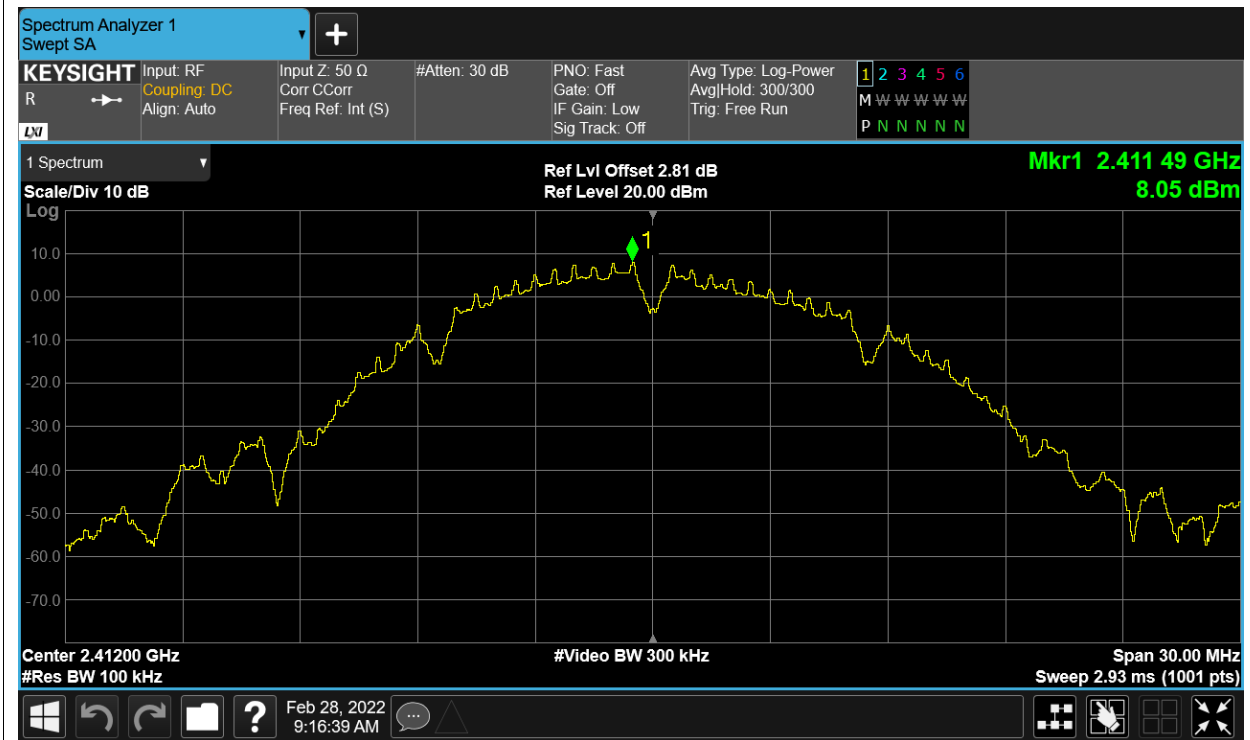 Spectrum Analyzer 1
Swept SA
+
KEYSIGHT
R
LXI
Input: RF
Coupling: DC
Align: Auto
Input Z: 50 Ω
Corr CCorr
Freq Ref: Int (S)
#Atten: 30 dB
PNO: Fast
Gate: Off
IF Gain: Low
Sig Track: Off
Avg Type: Log-Power
Avg|Hold: 300/300
Trig: Free Run
1 2 3 4 5 6
M W W W W W
P N N N N N
1 Spectrum
Scale/Div 10 dB
Ref Lvl Offset 2.81 dB
Ref Level 20.00 dBm
Mkr1 2.411 49 GHz
8.05 dBm
Log
1
10.0
0.00
-10.0
-20.0
-30.0
-40.0
-50.0
-60.0
-70.0
Center 2.41200 GHz
#Video BW 300 kHz
Span 30.00 MHz
#Res BW 100 kHz
Sweep 2.93 ms (1001 pts)
?
Feb 28, 2022
9:16:39 AM